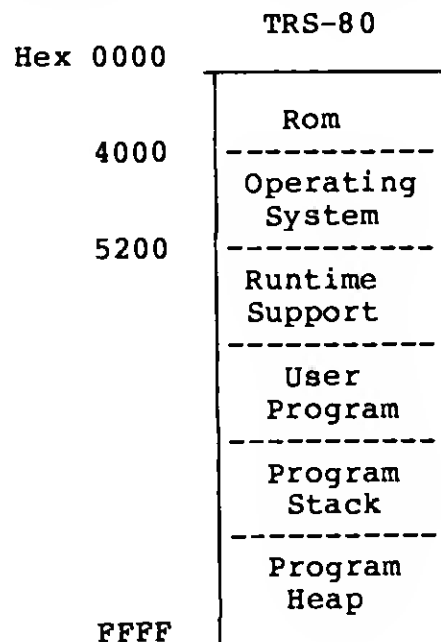 TRS-80
Hex 0000
Rom
4000
Operating
System
5200
Runtime
Support
User
Program
Program
Stack
Program
Heap
FFFF